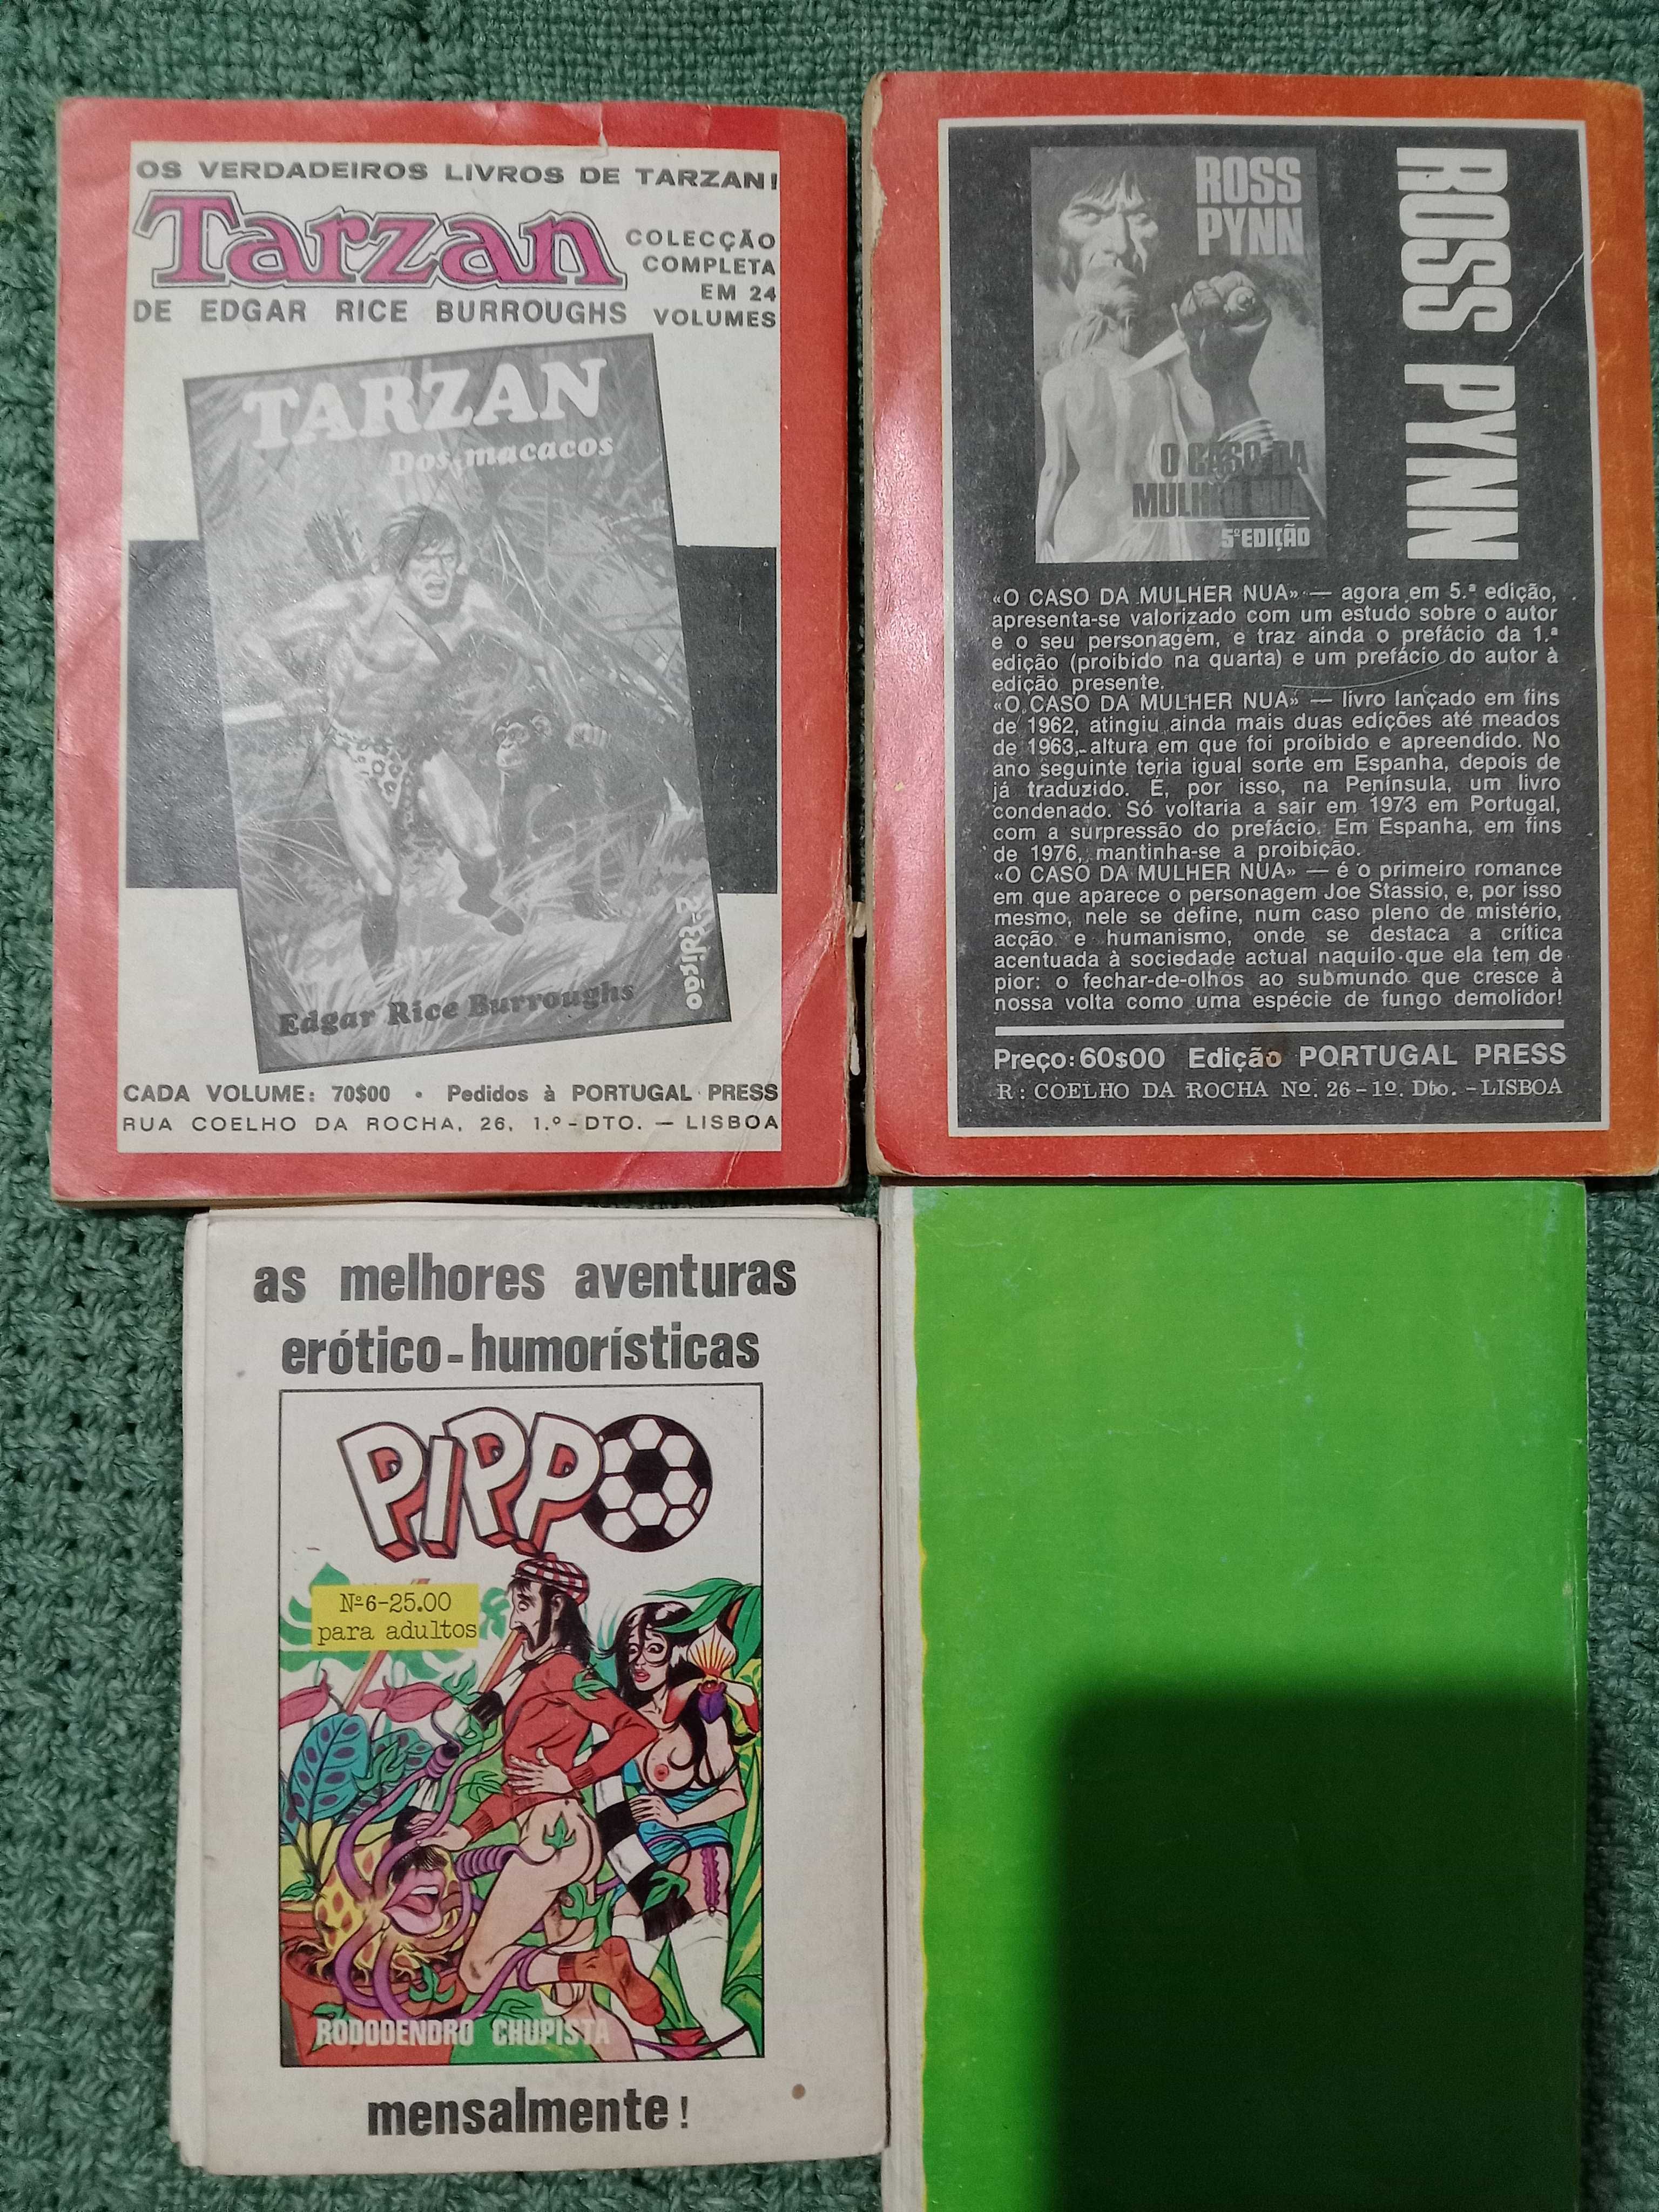 OS VERDADEIROS LIVROS DE TARZAN!
Tarzan
COLECÇÃO
COMPLETA
EM 24
VOLUMES
DE EDGAR RICE BURROUGHS
TARZAN
Dos macacos
2ªEdição
Edgar Rice Burroughs
CADA VOLUME: 70$00 • Pedidos à PORTUGAL PRESS
RUA COELHO DA ROCHA, 26, 1.º-DTO. — LISBOA
ROSS
PYNN
O CASO DA
MULHER NUA
5ªEDIÇÃO
ROSS PYNN
«O CASO DA MULHER NUA» — agora em 5.ª edição,
apresenta-se valorizado com um estudo sobre o autor
e o seu personagem, e traz ainda o prefácio da 1.ª
edição (proibido na quarta) e um prefácio do autor à
edição presente.
«O CASO DA MULHER NUA» — livro lançado em fins
de 1962, atingiu ainda mais duas edições até meados
de 1963, altura em que foi proibido e apreendido. No
ano seguinte teria igual sorte em Espanha, depois de
já traduzido. É, por isso, na Península, um livro
condenado. Só voltaria a sair em 1973 em Portugal,
com a surpressão do prefácio. Em Espanha, em fins
de 1976, mantinha-se a proibição.
«O CASO DA MULHER NUA» — é o primeiro romance
em que aparece o personagem Joe Stassio, e, por isso
mesmo, nele se define, num caso pleno de mistério,
acção e humanismo, onde se destaca a crítica
acentuada à sociedade actual naquilo que ela tem de
pior: o fechar-de-olhos ao submundo que cresce à
nossa volta como uma espécie de fungo demolidor!
Preço: 60$00 Edição PORTUGAL PRESS
R: COELHO DA ROCHA Nº. 26-1º. Dto. -LISBOA
as melhores aventuras
erótico-humorísticas
PIPPO
Nº6-25.00
para adultos
RODODENDRO CHUPISTA
mensalmente!